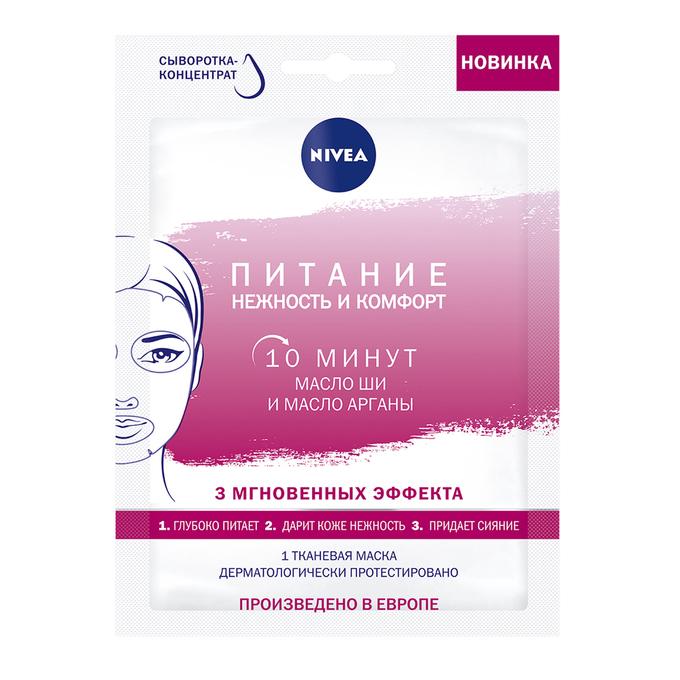 СЫВОРОТКА-
КОНЦЕНТРАТ
НОВИНКА
NIVEA
ПИТАНИЕ
НЕЖНОСТЬ И КОМФОРТ
10 МИНУТ
МАСЛО ШИ
И МАСЛО АРГАНЫ
3 МГНОВЕННЫХ ЭФФЕКТА
1. ГЛУБОКО ПИТАЕТ 2. ДАРИТ КОЖЕ НЕЖНОСТЬ 3. ПРИДАЕТ СИЯНИЕ
1 ТКАНЕВАЯ МАСКА
ДЕРМАТОЛОГИЧЕСКИ ПРОТЕСТИРОВАНО
ПРОИЗВЕДЕНО В ЕВРОПЕ